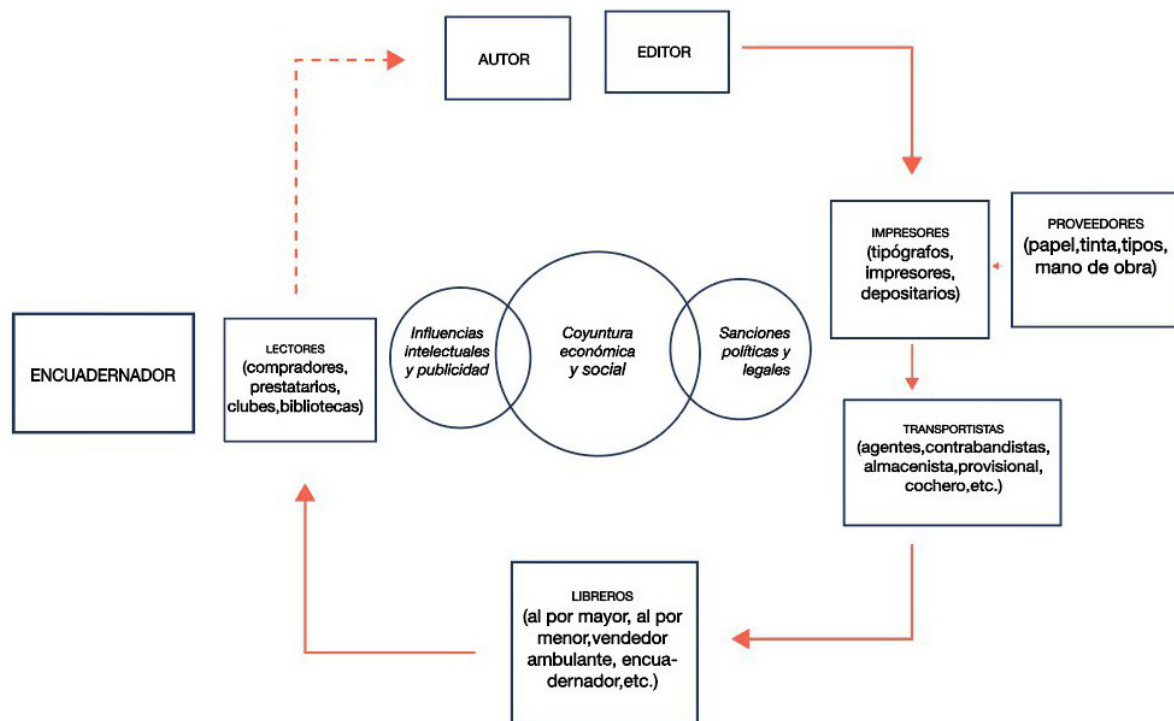 AUTOR
EDITOR
IMPRESORES
(tipógrafos,
impresores,
depositarios)
PROVEEDORES
(papel,tinta,tipos,
mano de obra)
ENCUADERNADOR
LECTORES
(compradores,
prestatarios,
clubes,bibliotecas)
Influencias
intelectuales
y publicidad
Coyuntura
económica
y social
Sanciones
políticas y
legales
TRANSPORTISTAS
(agentes,contrabandistas,
almacenista,provisional,
cochero,etc.)
LIBREROS
(al por mayor, al por
menor,vendedor
ambulante, encua-
dernador,etc.)